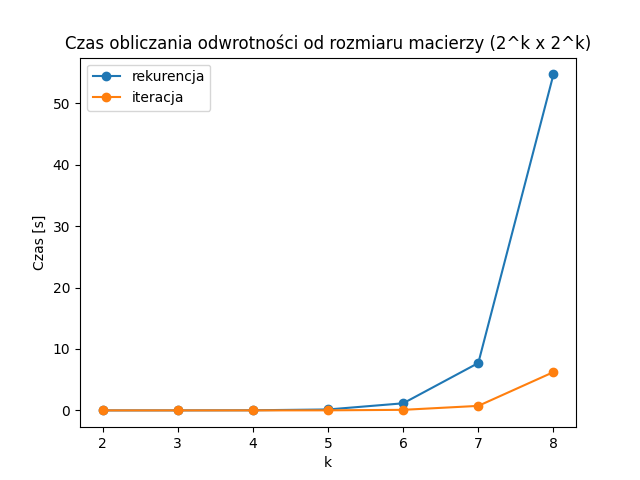 Czas obliczania odwrotności od rozmiaru macierzy (2^k x 2^k)
rekurencja
iteracja
50
40
30
20
10
0
Czas [s]
2 3 4 5 6 7 8
k